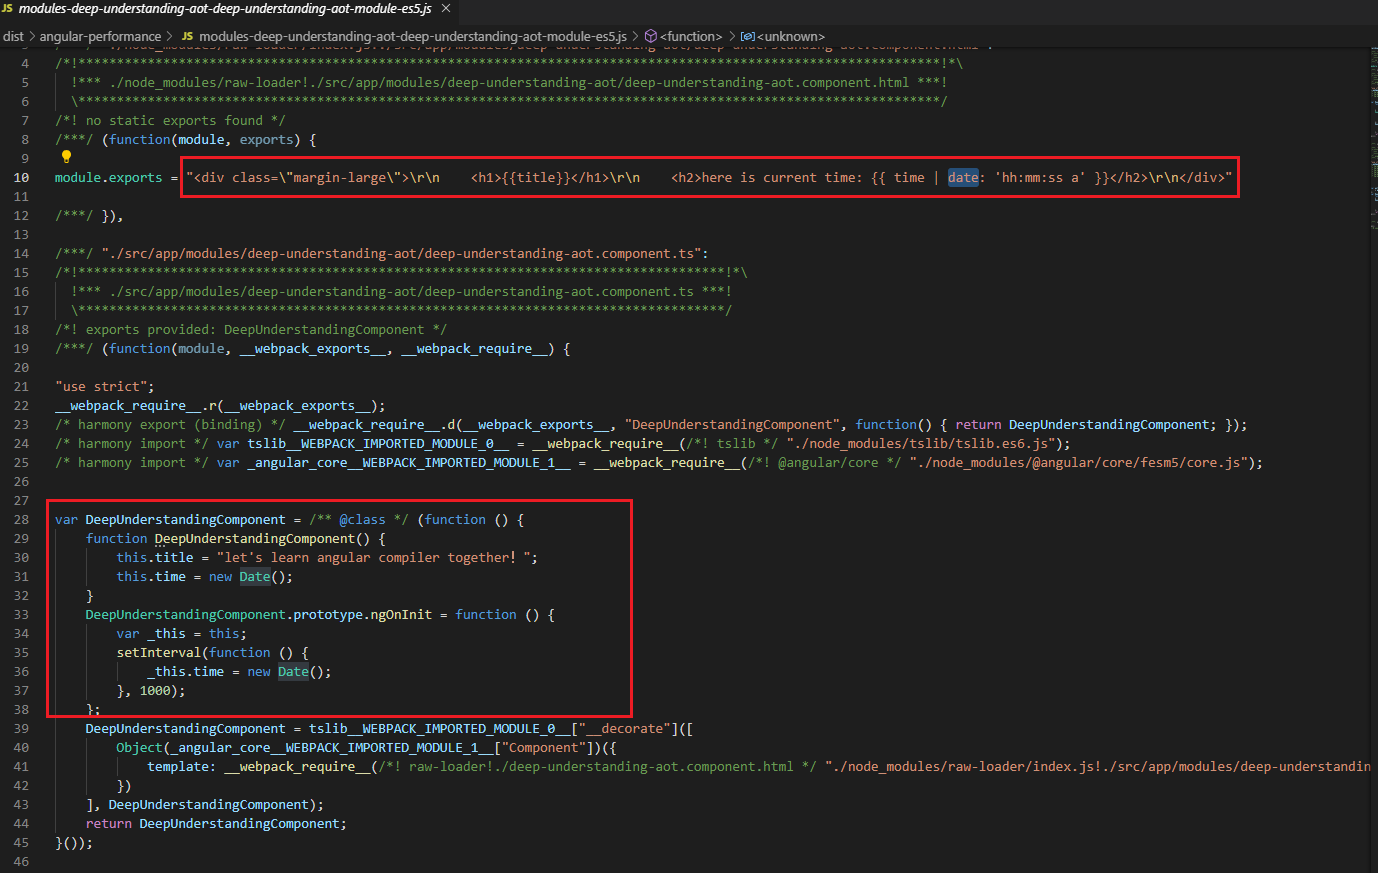 JS modules-deep-understanding-aot-deep-understanding-aot-module-es5.js ×
dist > angular-performance > JS modules-deep-understanding-aot-deep-understanding-aot-module-es5.js > <function> > <unknown>
4 /*!****************************************************************************************************************!*\
5 !*** ./node_modules/raw-loader!./src/app/modules/deep-understanding-aot/deep-understanding-aot.component.html ***!
6 \****************************************************************************************************************/
7 /*! no static exports found */
8 /***/ (function(module, exports) {
9
10 module.exports = "<div class=\"margin-large\">\r\n    <h1>{{title}}</h1>\r\n    <h2>here is current time: {{ time | date: 'hh:mm:ss a' }}</h2>\r\n</div>"
11
12 /***/ }),
13
14 /***/ "./src/app/modules/deep-understanding-aot/deep-understanding-aot.component.ts":
15 /*!************************************************************************************!*\
16 !*** ./src/app/modules/deep-understanding-aot/deep-understanding-aot.component.ts ***!
17 \************************************************************************************/
18 /*! exports provided: DeepUnderstandingComponent */
19 /***/ (function(module, __webpack_exports__, __webpack_require__) {
20
21 "use strict";
22 __webpack_require__.r(__webpack_exports__);
23 /* harmony export (binding) */ __webpack_require__.d(__webpack_exports__, "DeepUnderstandingComponent", function() { return DeepUnderstandingComponent; });
24 /* harmony import */ var tslib__WEBPACK_IMPORTED_MODULE_0__ = __webpack_require__(/*! tslib */ "./node_modules/tslib/tslib.es6.js");
25 /* harmony import */ var _angular_core__WEBPACK_IMPORTED_MODULE_1__ = __webpack_require__(/*! @angular/core */ "./node_modules/@angular/core/fesm5/core.js");
26
27
28 var DeepUnderstandingComponent = /** @class */ (function () {
29 function DeepUnderstandingComponent() {
30 this.title = "let's learn angular compiler together! ";
31 this.time = new Date();
32 }
33 DeepUnderstandingComponent.prototype.ngOnInit = function () {
34 var _this = this;
35 setInterval(function () {
36 _this.time = new Date();
37 }, 1000);
38 };
39 DeepUnderstandingComponent = tslib__WEBPACK_IMPORTED_MODULE_0__["__decorate"]([
40 Object(_angular_core__WEBPACK_IMPORTED_MODULE_1__["Component"])({
41 template: __webpack_require__(/*! raw-loader!./deep-understanding-aot.component.html */ "./node_modules/raw-loader/index.js!./src/app/modules/deep-understandin
42 })
43 ], DeepUnderstandingComponent);
44 return DeepUnderstandingComponent;
45 }());
46